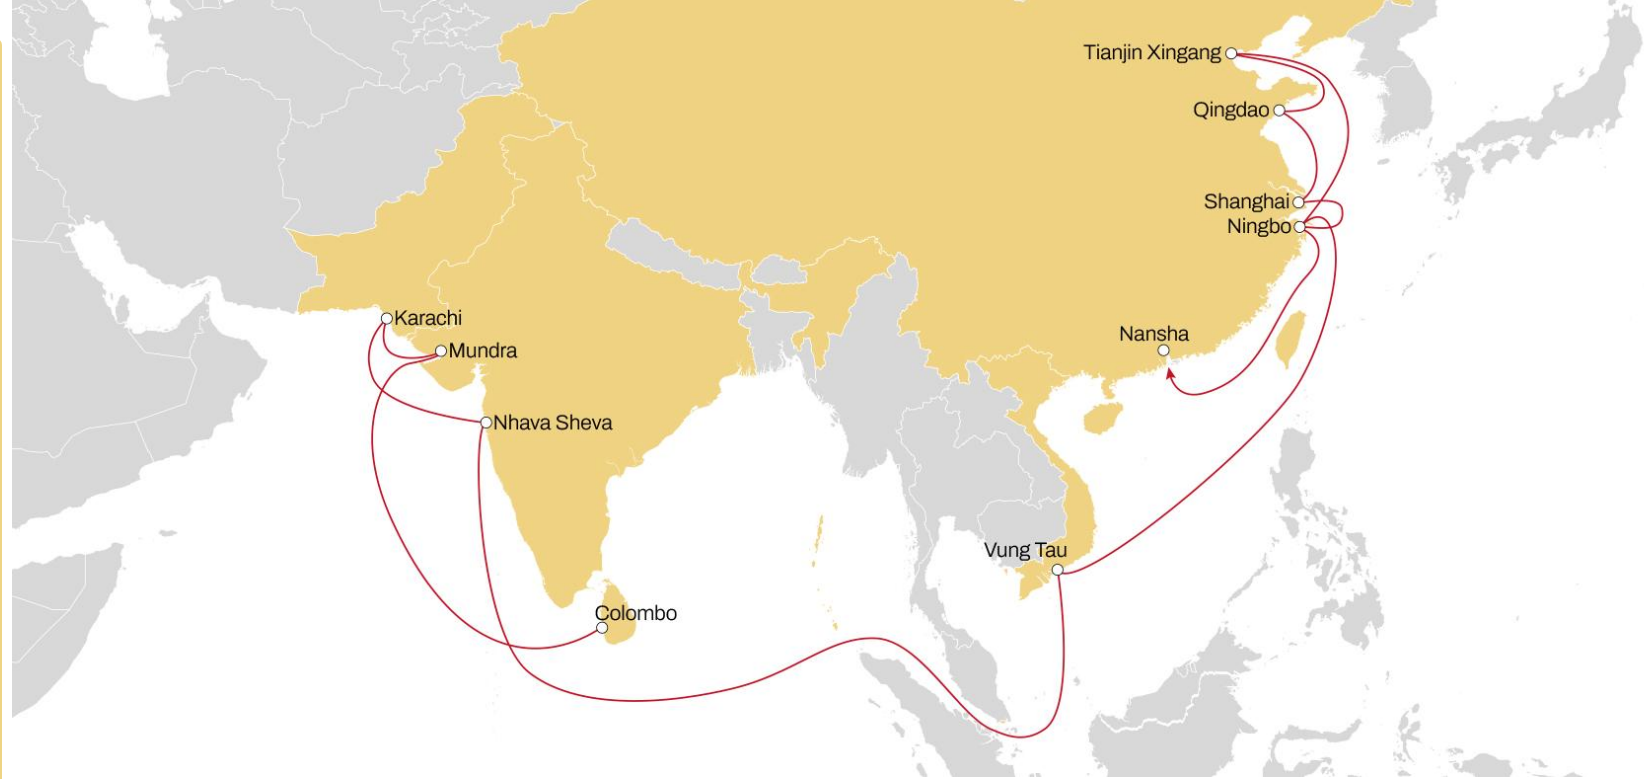 Tianjin Xingang
Qingdao
Shanghai
Ningbo
Karachi
Nansha
Mundra
Nhava Sheva
Vung Tau
Colombo